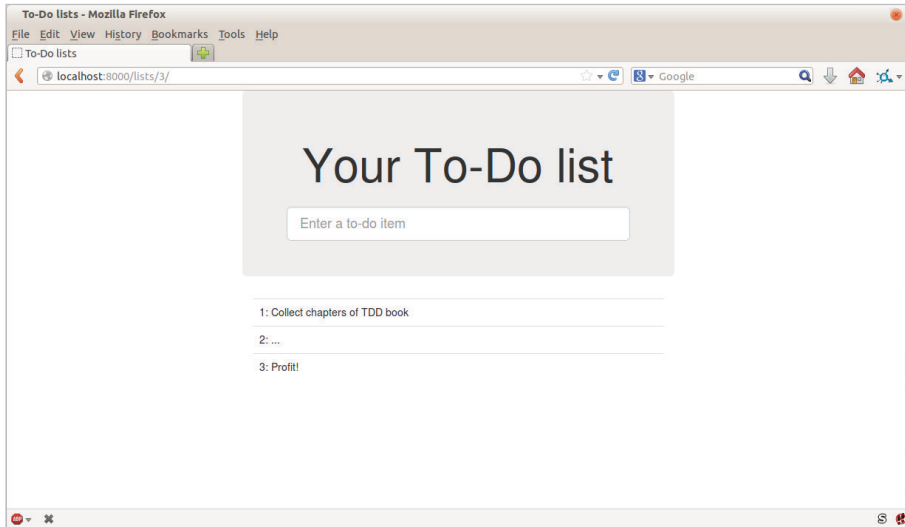 To-Do lists - Mozilla Firefox
File Edit View History Bookmarks Tools Help
To-Do lists
localhost:8000/lists/3/
Google
Your To-Do list
Enter a to-do item
1: Collect chapters of TDD book
2: ...
3: Profit!
ABP
S